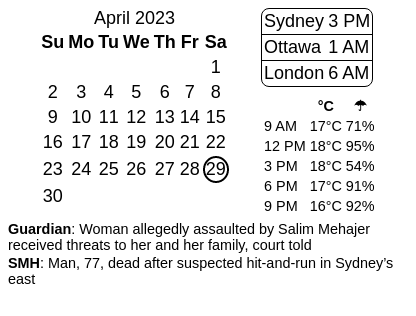 April 2023
Su Mo Tu We Th Fr Sa
1
2 3 4 5 6 7 8
9 10 11 12 13 14 15
16 17 18 19 20 21 22
23 24 25 26 27 28 29
30
Sydney 3 PM
Ottawa 1 AM
London 6 AM
°C ☂
9 AM 17°C 71%
12 PM 18°C 95%
3 PM 18°C 54%
6 PM 17°C 91%
9 PM 16°C 92%
Guardian: Woman allegedly assaulted by Salim Mehajer
received threats to her and her family, court told
SMH: Man, 77, dead after suspected hit-and-run in Sydney’s
east